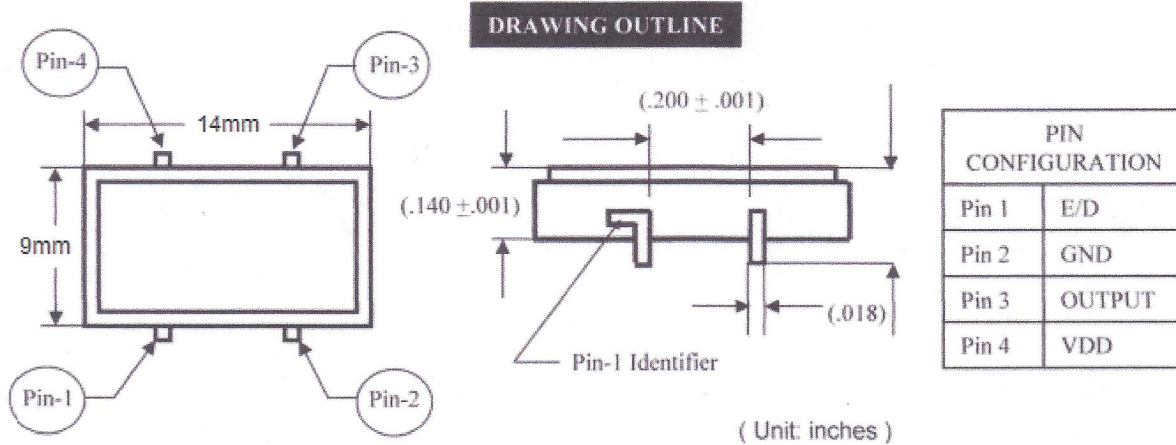 DRAWING OUTLINE
Pin-4
Pin-3
14mm
9mm
Pin-1
Pin-2
(.200 ± .001)
(.140 ±.001)
(.018)
Pin-1 Identifier
( Unit: inches )
PIN
CONFIGURATION
Pin 1 E/D
Pin 2 GND
Pin 3 OUTPUT
Pin 4 VDD